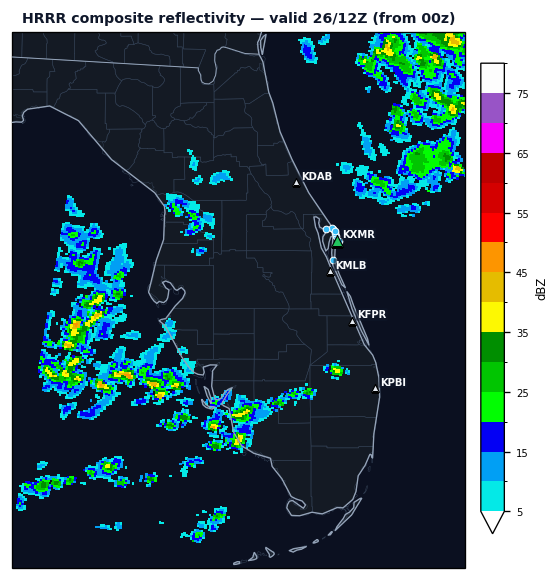 HRRR composite reflectivity — valid 26/12Z (from 00z)
KDAB
KXMR
KMLB
KFPR
KPBI
75
65
55
45
35
25
15
5
dBZ